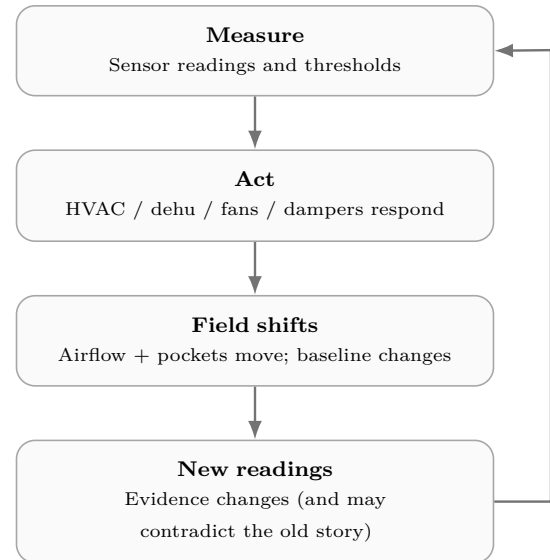 Measure
Sensor readings and thresholds
Act
HVAC / dehu / fans / dampers respond
Field shifts
Airflow + pockets move; baseline changes
New readings
Evidence changes (and may
contradict the old story)